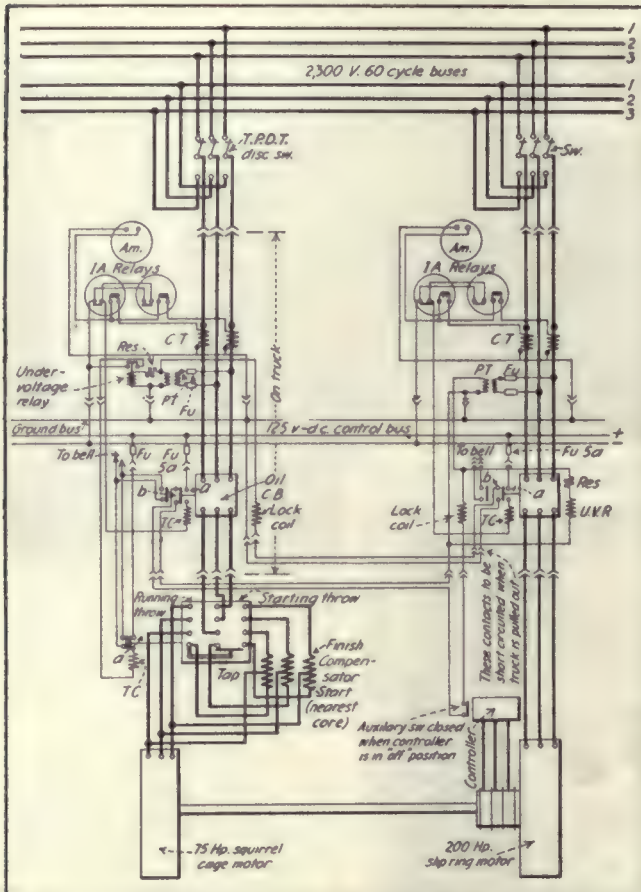 1
2
3
2,300 V. 60 cycle buses
1
2
3
T.P.D.T.
disc sw.
Sw.
Am.
Am.
IA Relays
IA Relays
CT
CT
On truck
Res
Under-
voltage
relay
PT
Fu
PT
Fu
Ground bus
125 v-d.c. control bus
+
-
To bell
Fu
Fu
5a
a
b
TC
Oil
C B
Lock
coil
To bell
Fu 5a
b
a
TC
Lock
coil
Res
U.V.R
Running
throw
Starting throw
These contacts to be
short circuited when
truck is pulled out
a
TC
Tap
Finish
Compen-
sator
Start
(nearest
core)
Auxilary sw closed
when controller
is in "off" position
Controller
75 Hp. squirrel
cage motor
200 Hp.
slip ring motor